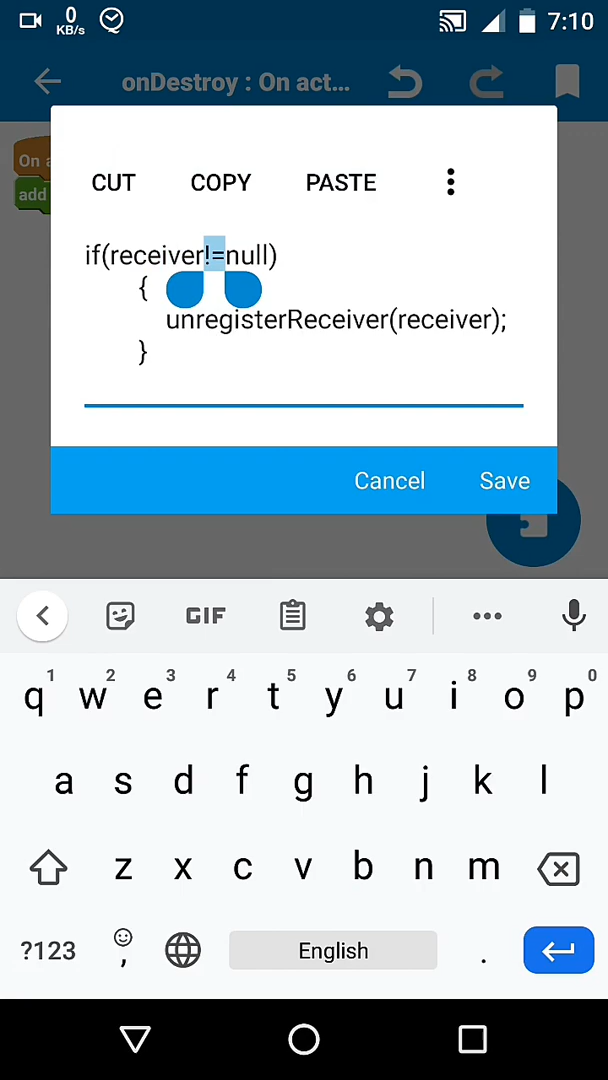 0
KB/s
7:10
onDestroy : On act...
On a
add
CUT COPY PASTE
if(receiver!=null)
{
unregisterReceiver(receiver);
}
Cancel Save
GIF
1 2 3 4 5 6 7 8 9 0
q w e r t y u i o p
a s d f g h j k l
z x c v b n m
?123 , English .